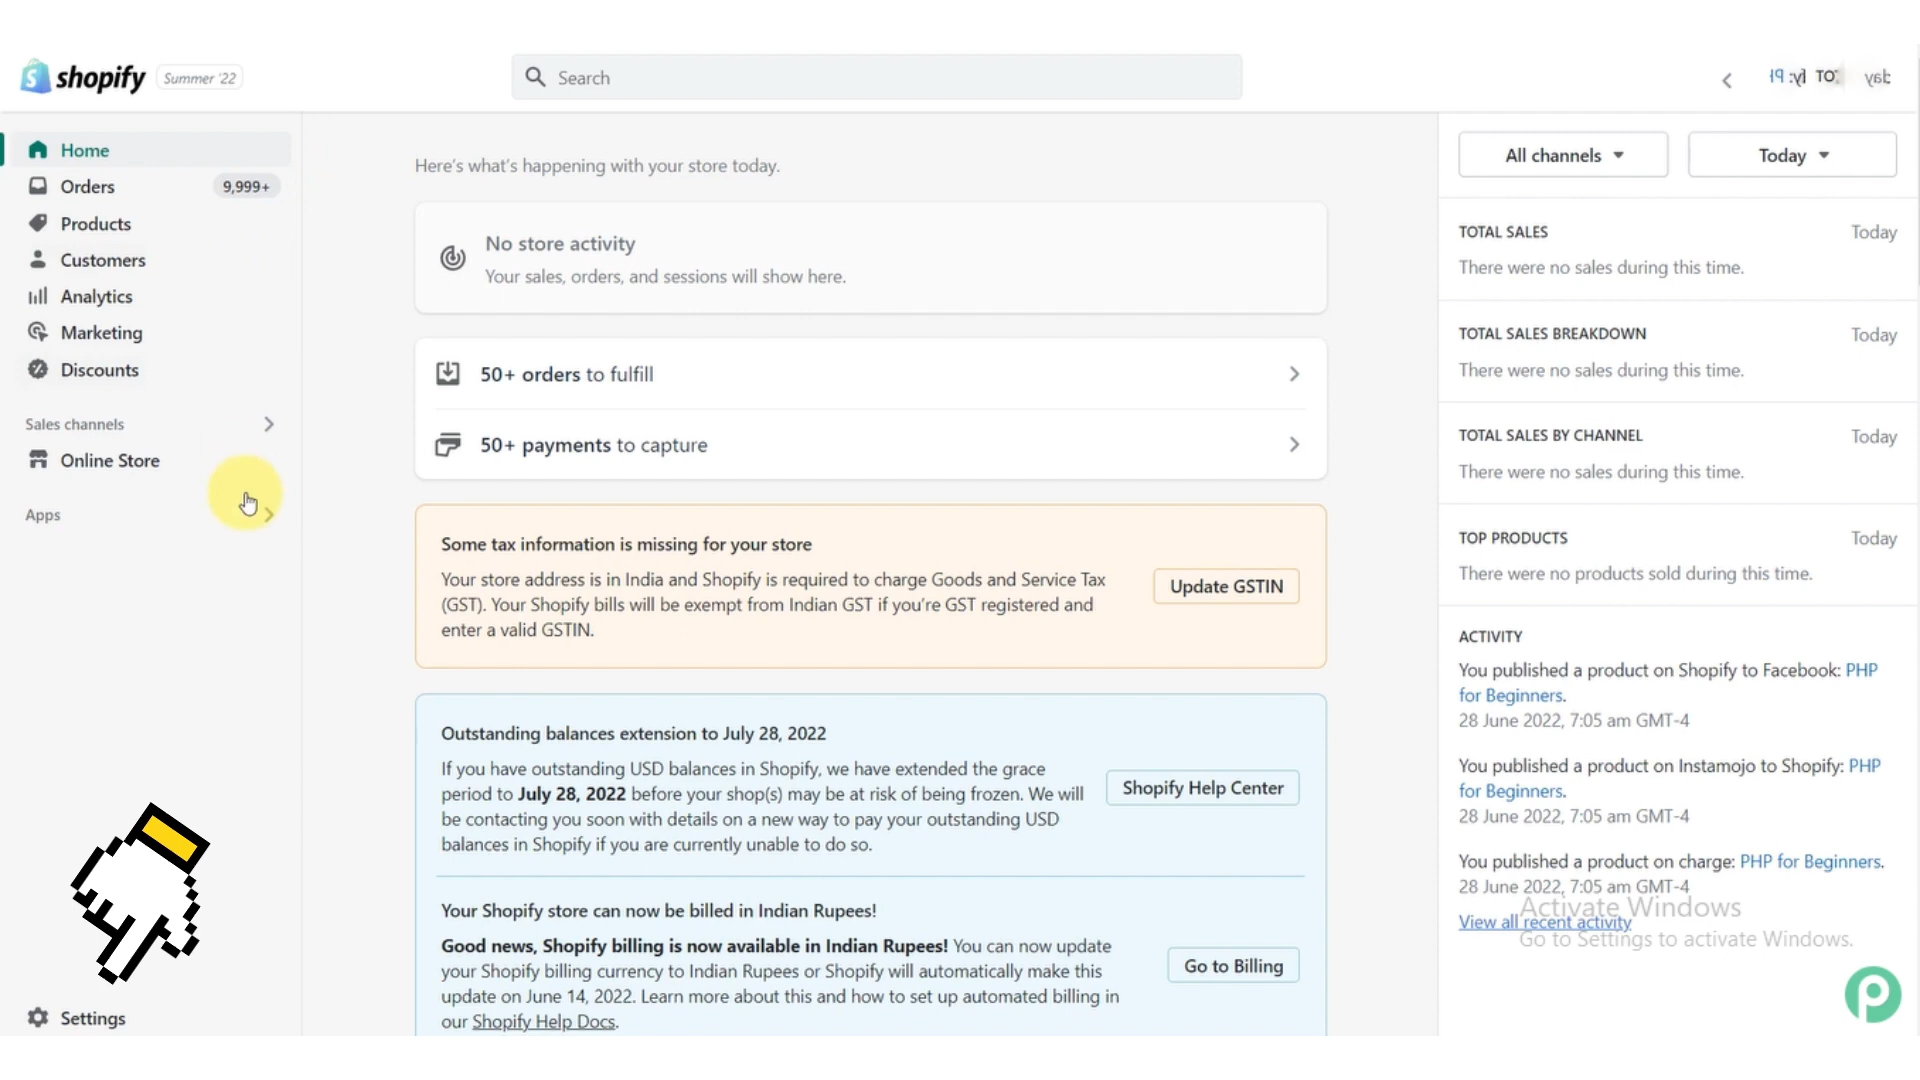 shopify
Summer '22
Search
TO
Home
Orders
9,999+
Products
Customers
Analytics
Marketing
Discounts
Sales channels
Online Store
Apps
Settings
Here's what's happening with your store today.
No store activity
Your sales, orders, and sessions will show here.
50+ orders to fulfill
50+ payments to capture
Some tax information is missing for your store
Your store address is in India and Shopify is required to charge Goods and Service Tax
(GST). Your Shopify bills will be exempt from Indian GST if you're GST registered and
enter a valid GSTIN.
Update GSTIN
Outstanding balances extension to July 28, 2022
If you have outstanding USD balances in Shopify, we have extended the grace
period to July 28, 2022 before your shop(s) may be at risk of being frozen. We will
be contacting you soon with details on a new way to pay your outstanding USD
balances in Shopify if you are currently unable to do so.
Shopify Help Center
Your Shopify store can now be billed in Indian Rupees!
Good news, Shopify billing is now available in Indian Rupees! You can now update
your Shopify billing currency to Indian Rupees or Shopify will automatically make this
update on June 14, 2022. Learn more about this and how to set up automated billing in
our Shopify Help Docs.
Go to Billing
All channels
Today
TOTAL SALES
Today
There were no sales during this time.
TOTAL SALES BREAKDOWN
Today
There were no sales during this time.
TOTAL SALES BY CHANNEL
Today
There were no sales during this time.
TOP PRODUCTS
Today
There were no products sold during this time.
ACTIVITY
You published a product on Shopify to Facebook: PHP
for Beginners.
28 June 2022, 7:05 am GMT-4
You published a product on Instamojo to Shopify: PHP
for Beginners.
28 June 2022, 7:05 am GMT-4
You published a product on charge: PHP for Beginners.
28 June 2022, 7:05 am GMT-4
View all recent activity
Activate Windows
Go to Settings to activate Windows.